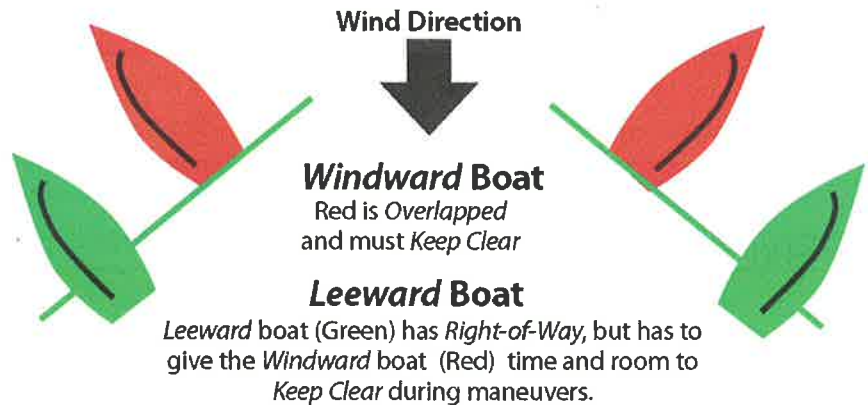 Wind Direction
Windward Boat
Red is Overlapped
and must Keep Clear
Leeward Boat
Leeward boat (Green) has Right-of-Way, but has to
give the Windward boat (Red) time and room to
Keep Clear during maneuvers.